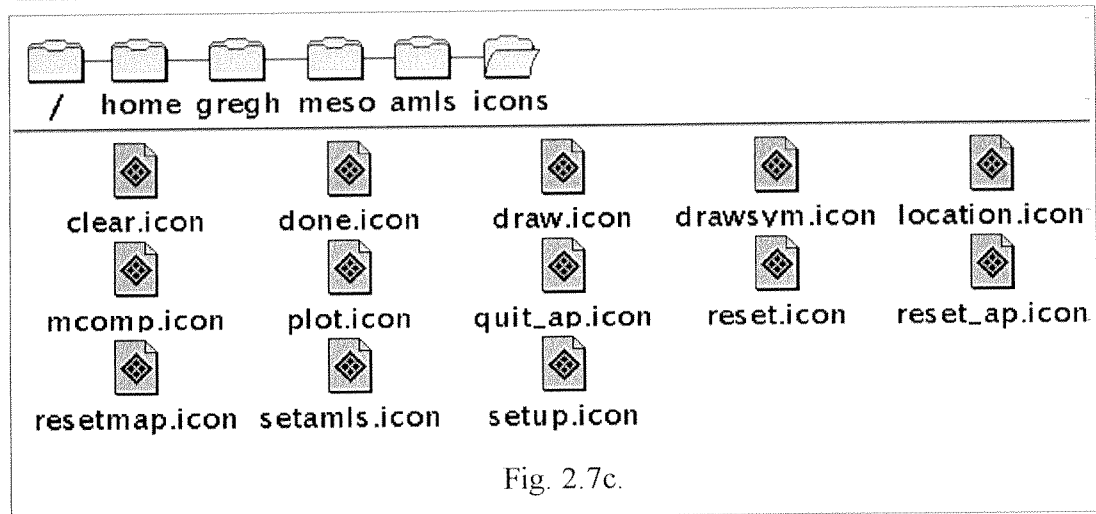 / home gregh meso amls icons
clear.icon done.icon draw.icon drawsym.icon location.icon
mcomp.icon plot.icon quit_ap.icon reset.icon reset_ap.icon
resetmap.icon setamls.icon setup.icon
Fig. 2.7c.